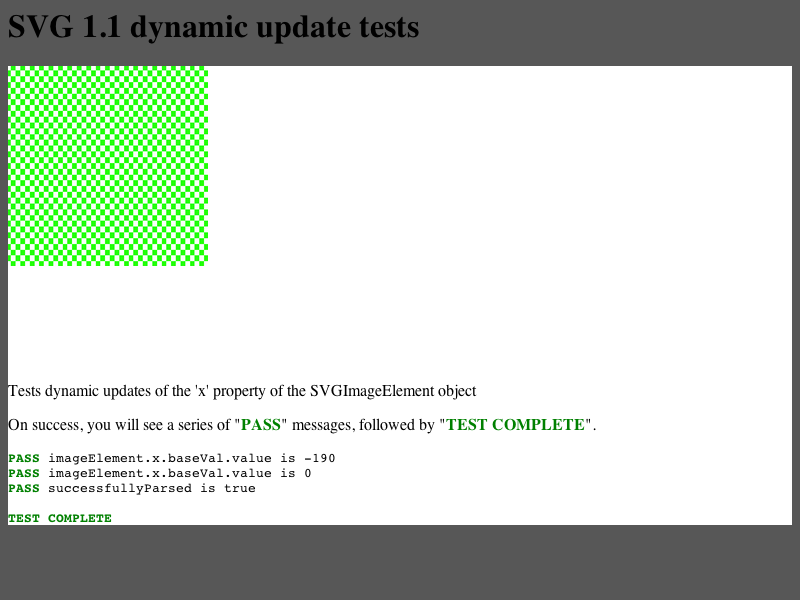 SVG 1.1 dynamic update tests
Tests dynamic updates of the 'x' property of the SVGImageElement object
On success, you will see a series of "PASS" messages, followed by "TEST COMPLETE".
PASS imageElement.x.baseVal.value is -190
PASS imageElement.x.baseVal.value is 0
PASS successfullyParsed is true
TEST COMPLETE